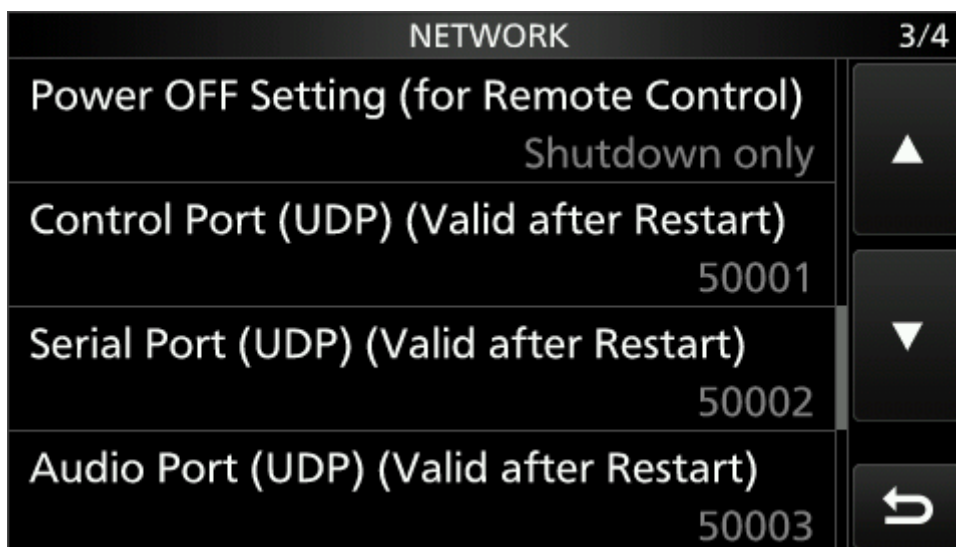 NETWORK 3/4
Power OFF Setting (for Remote Control)
Shutdown only
Control Port (UDP) (Valid after Restart)
50001
Serial Port (UDP) (Valid after Restart)
50002
Audio Port (UDP) (Valid after Restart)
50003